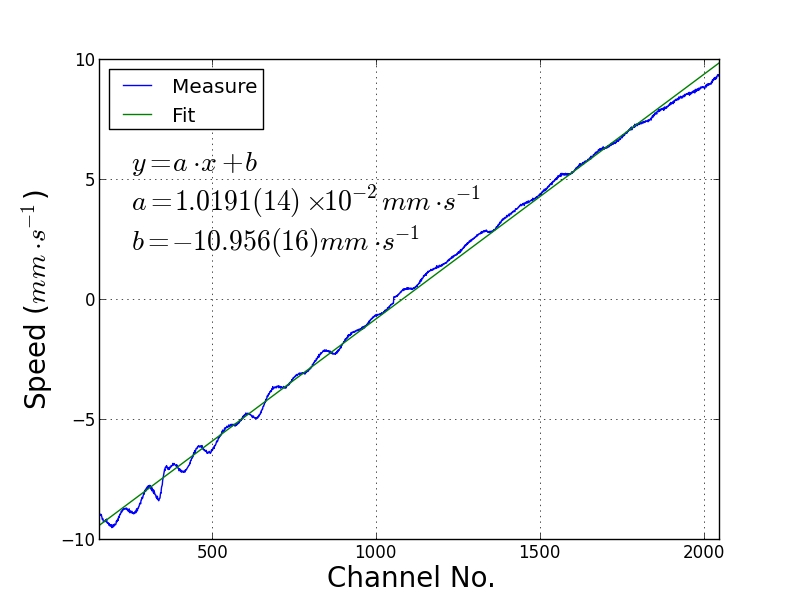 10
5
0
−5
−10
Speed (mm·s⁻¹)
Measure
Fit
y=a·x+b
a=1.0191(14)×10⁻² mm·s⁻¹
b=−10.956(16)mm·s⁻¹
500 1000 1500 2000
Channel No.